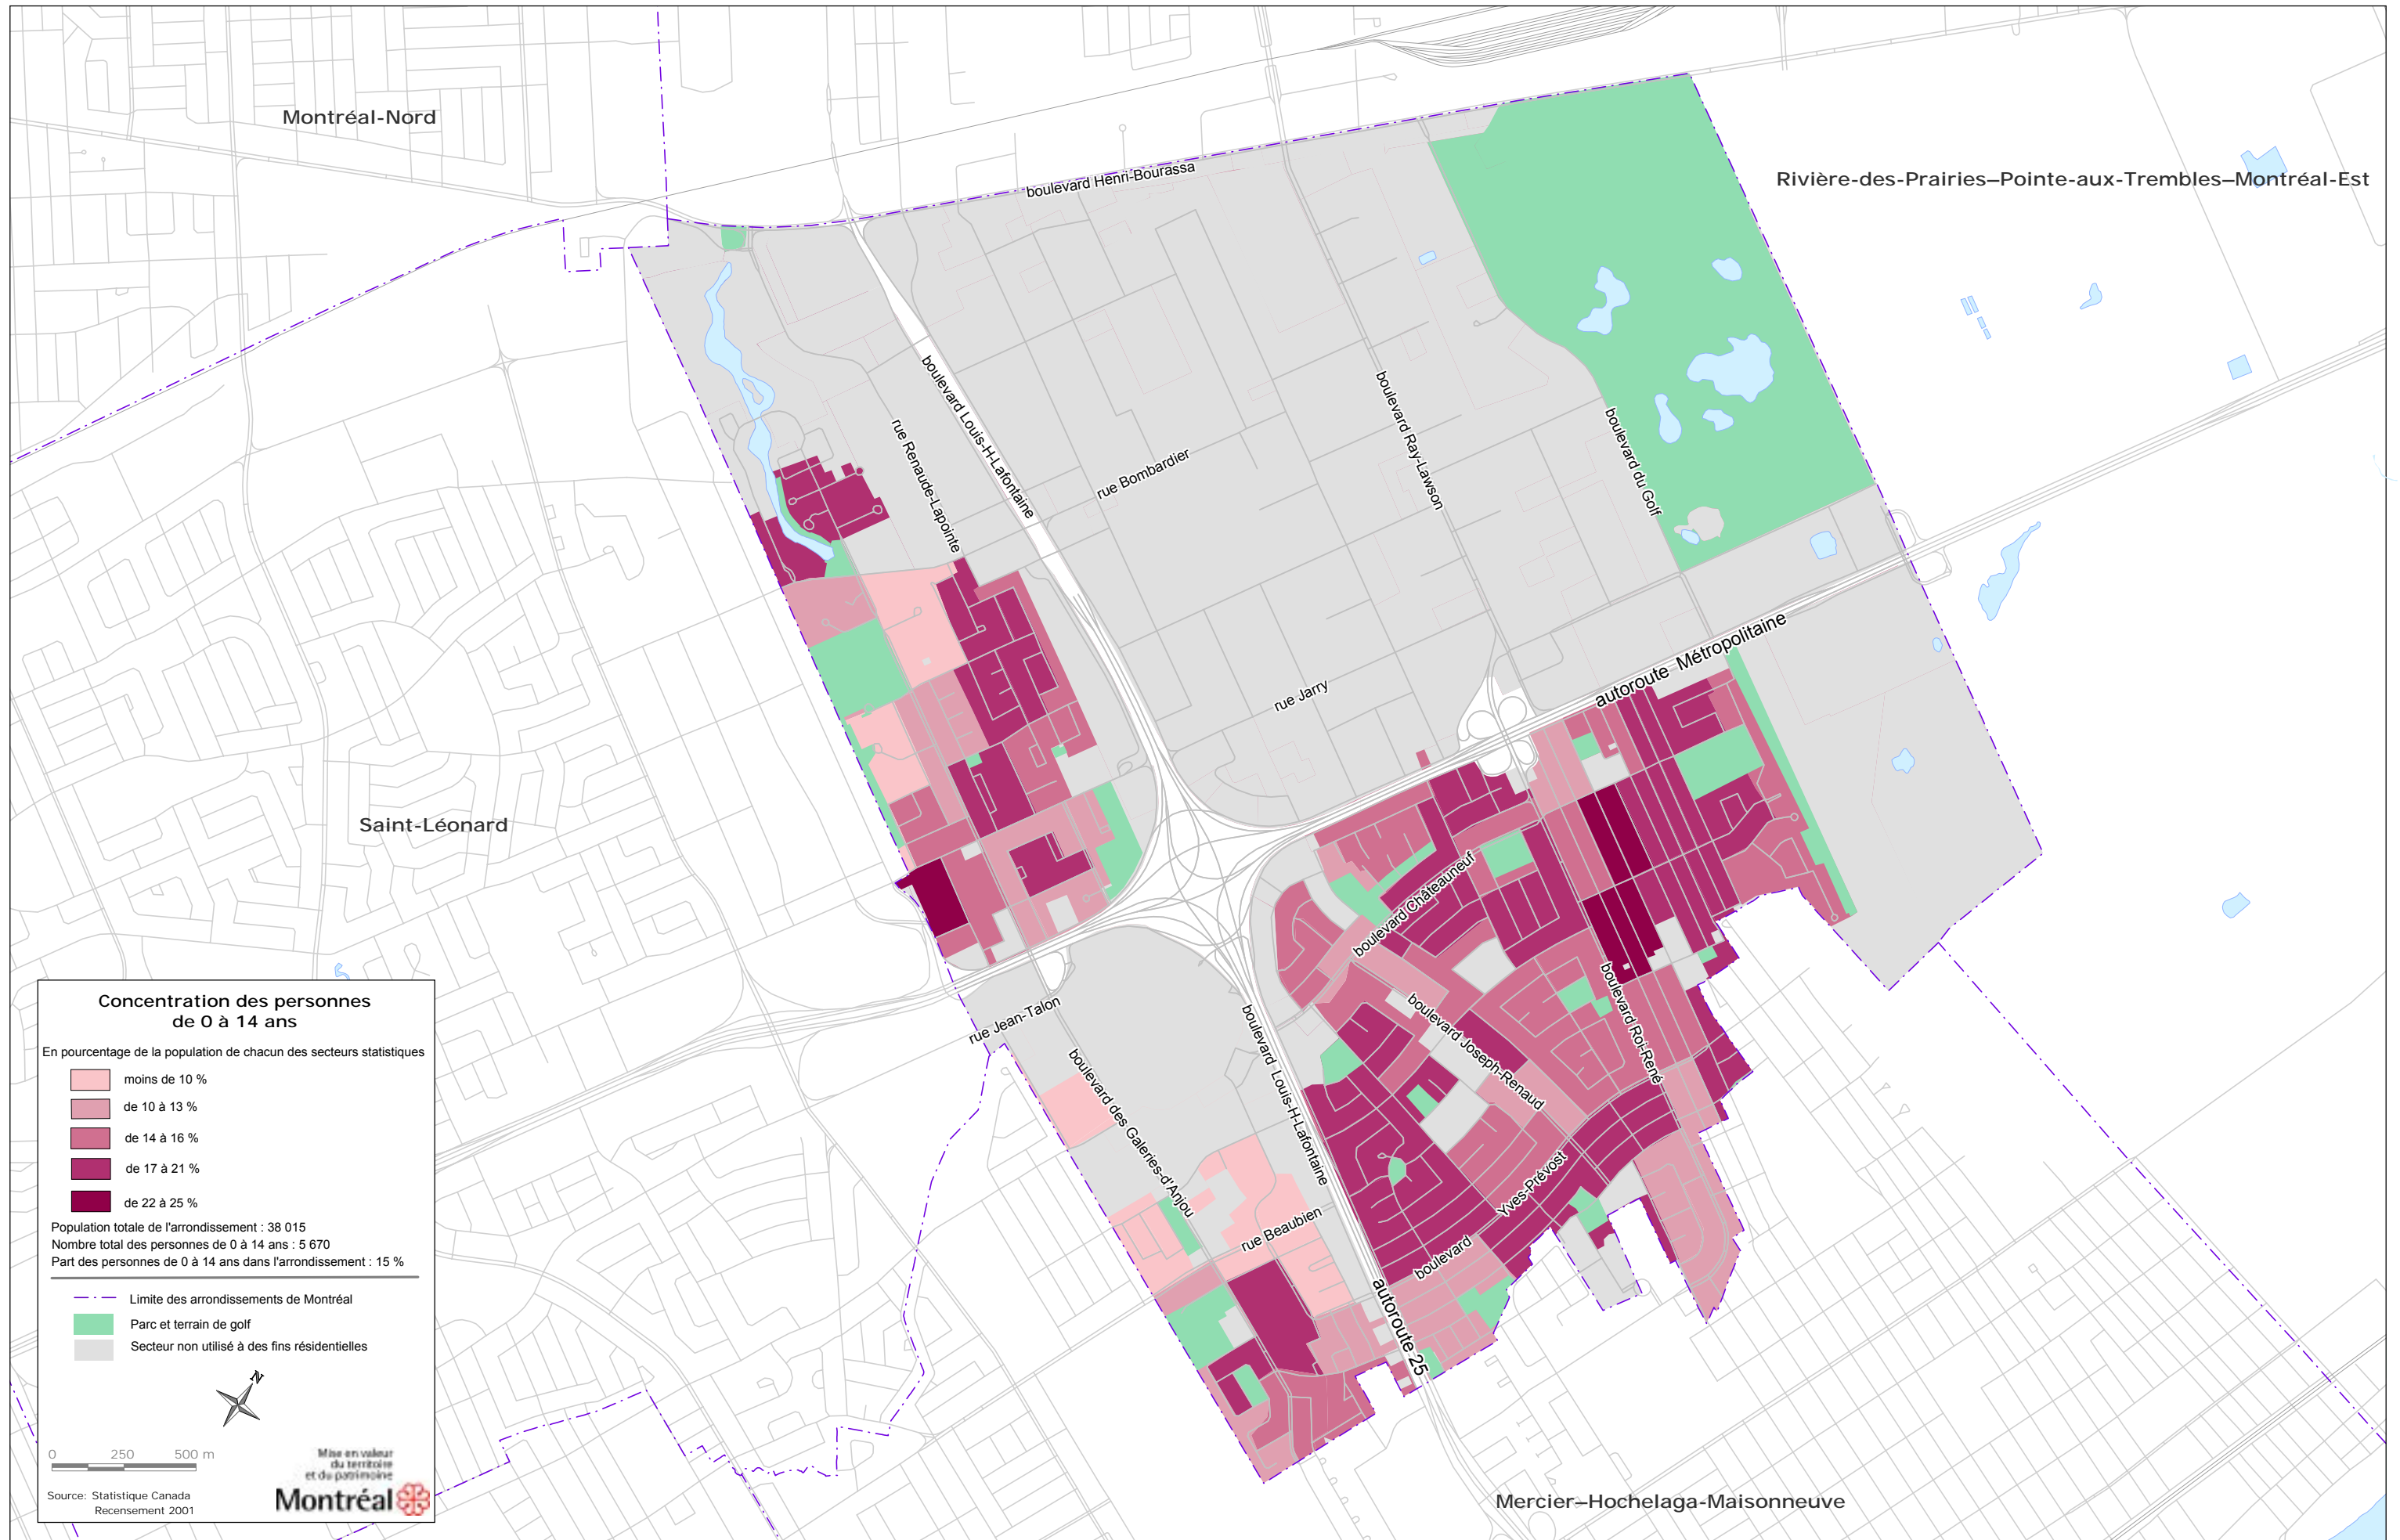 Montréal-Nord
Rivière-des-Prairies–Pointe-aux-Trembles–Montréal-Est
boulevard Henri-Bourassa
boulevard Louis-H-Lafontaine
rue Renaude-Lapointe
rue Bombardier
boulevard Ray-Lawson
boulevard du Golf
autoroute Métropolitaine
rue Jarry
Saint-Léonard
boulevard Châteauneuf
boulevard Joseph-Renaud
boulevard Roi-René
rue Jean-Talon
boulevard des Galeries-d'Anjou
boulevard Louis-H-Lafontaine
Yves-Prévost
boulevard
rue Beaubien
autoroute 25
Mercier–Hochelaga-Maisonneuve
Concentration des personnes
de 0 à 14 ans
En pourcentage de la population de chacun des secteurs statistiques
moins de 10 %
de 10 à 13 %
de 14 à 16 %
de 17 à 21 %
de 22 à 25 %
Population totale de l'arrondissement : 38 015
Nombre total des personnes de 0 à 14 ans : 5 670
Part des personnes de 0 à 14 ans dans l'arrondissement : 15 %
Limite des arrondissements de Montréal
Parc et terrain de golf
Secteur non utilisé à des fins résidentielles
N
0 250 500 m
Mise en valeur
du territoire
et du patrimoine
Montréal
Source: Statistique Canada
Recensement 2001